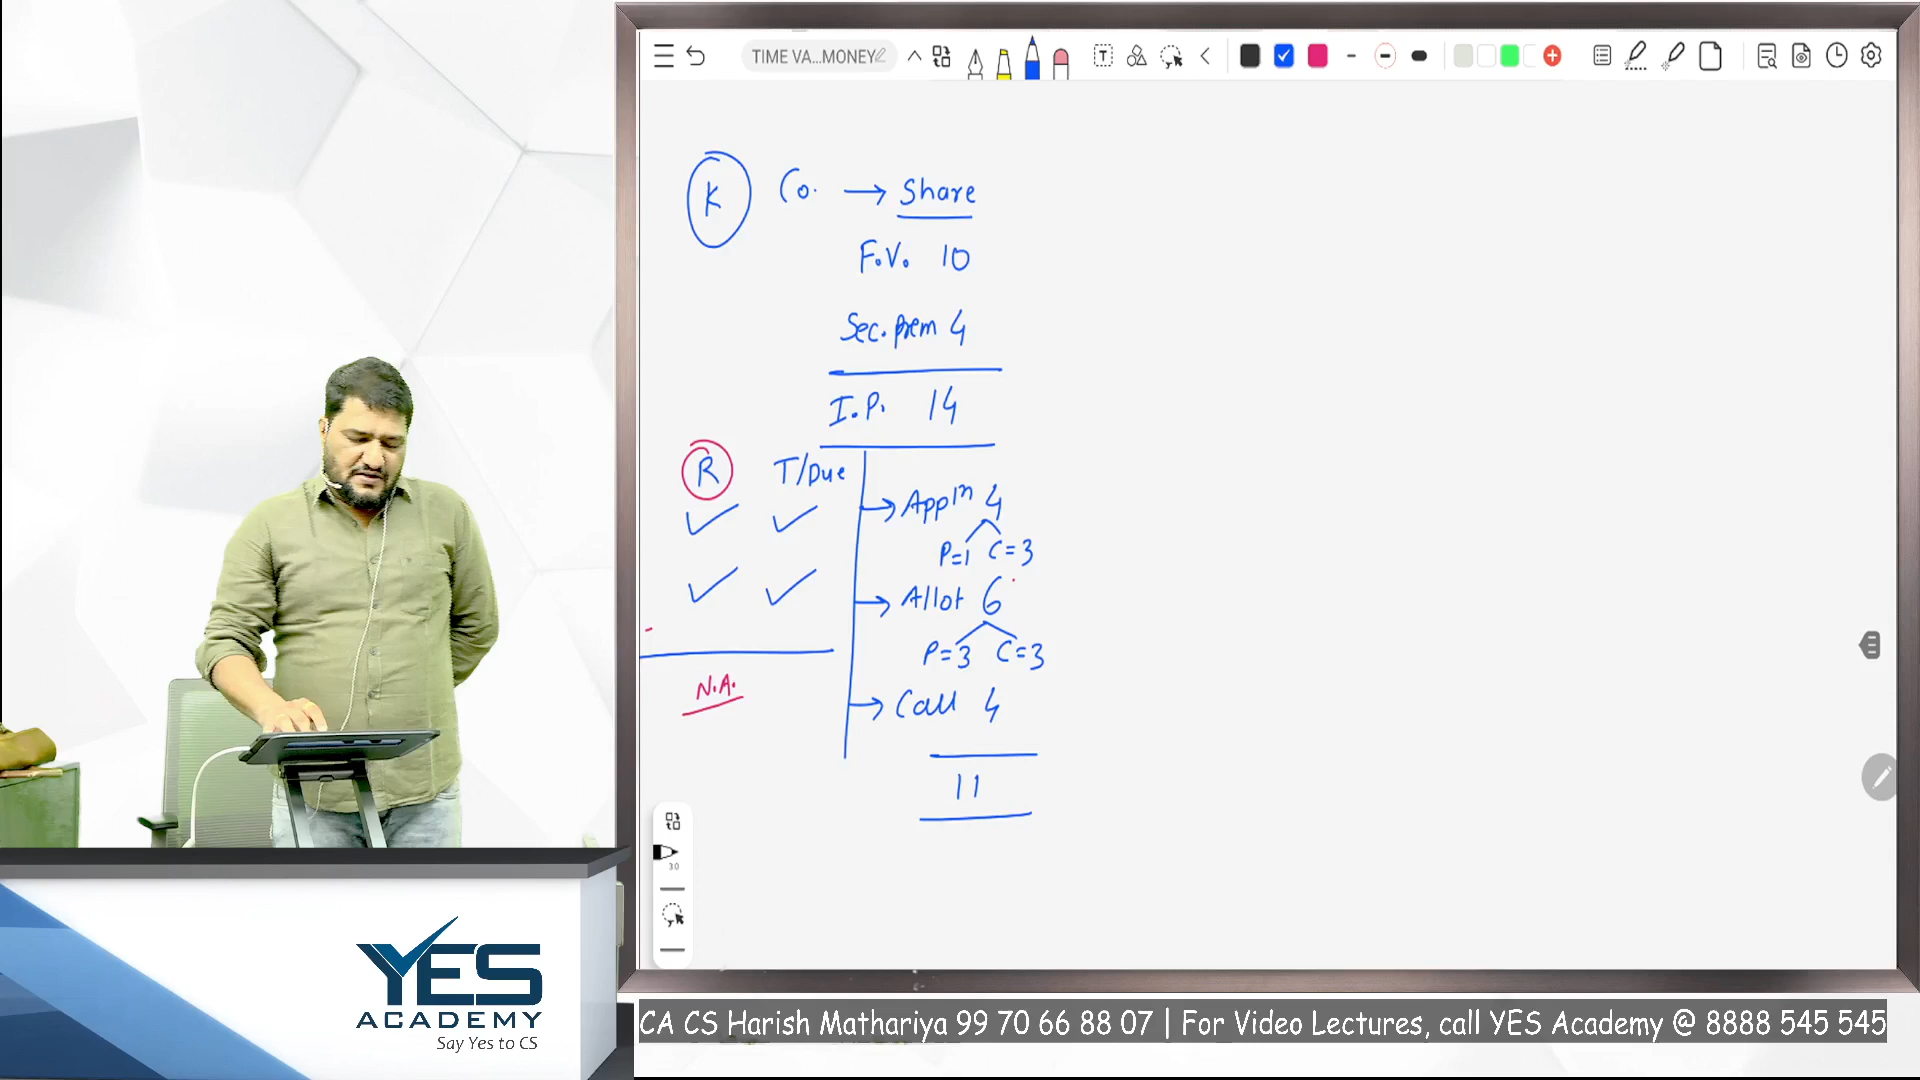 TIME VA...MONEY
K Co. → Share
F.V. 10
Sec. Prem 4
I.P. 14
R T/Due
→ Appln 4
P=1 C=3
→ Allot 6
P=3 C=3
N.A.
→ Call 4
11
30
YES
ACADEMY
Say Yes to CS
CA CS Harish Mathariya 99 70 66 88 07 | For Video Lectures, call YES Academy @ 8888 545 545